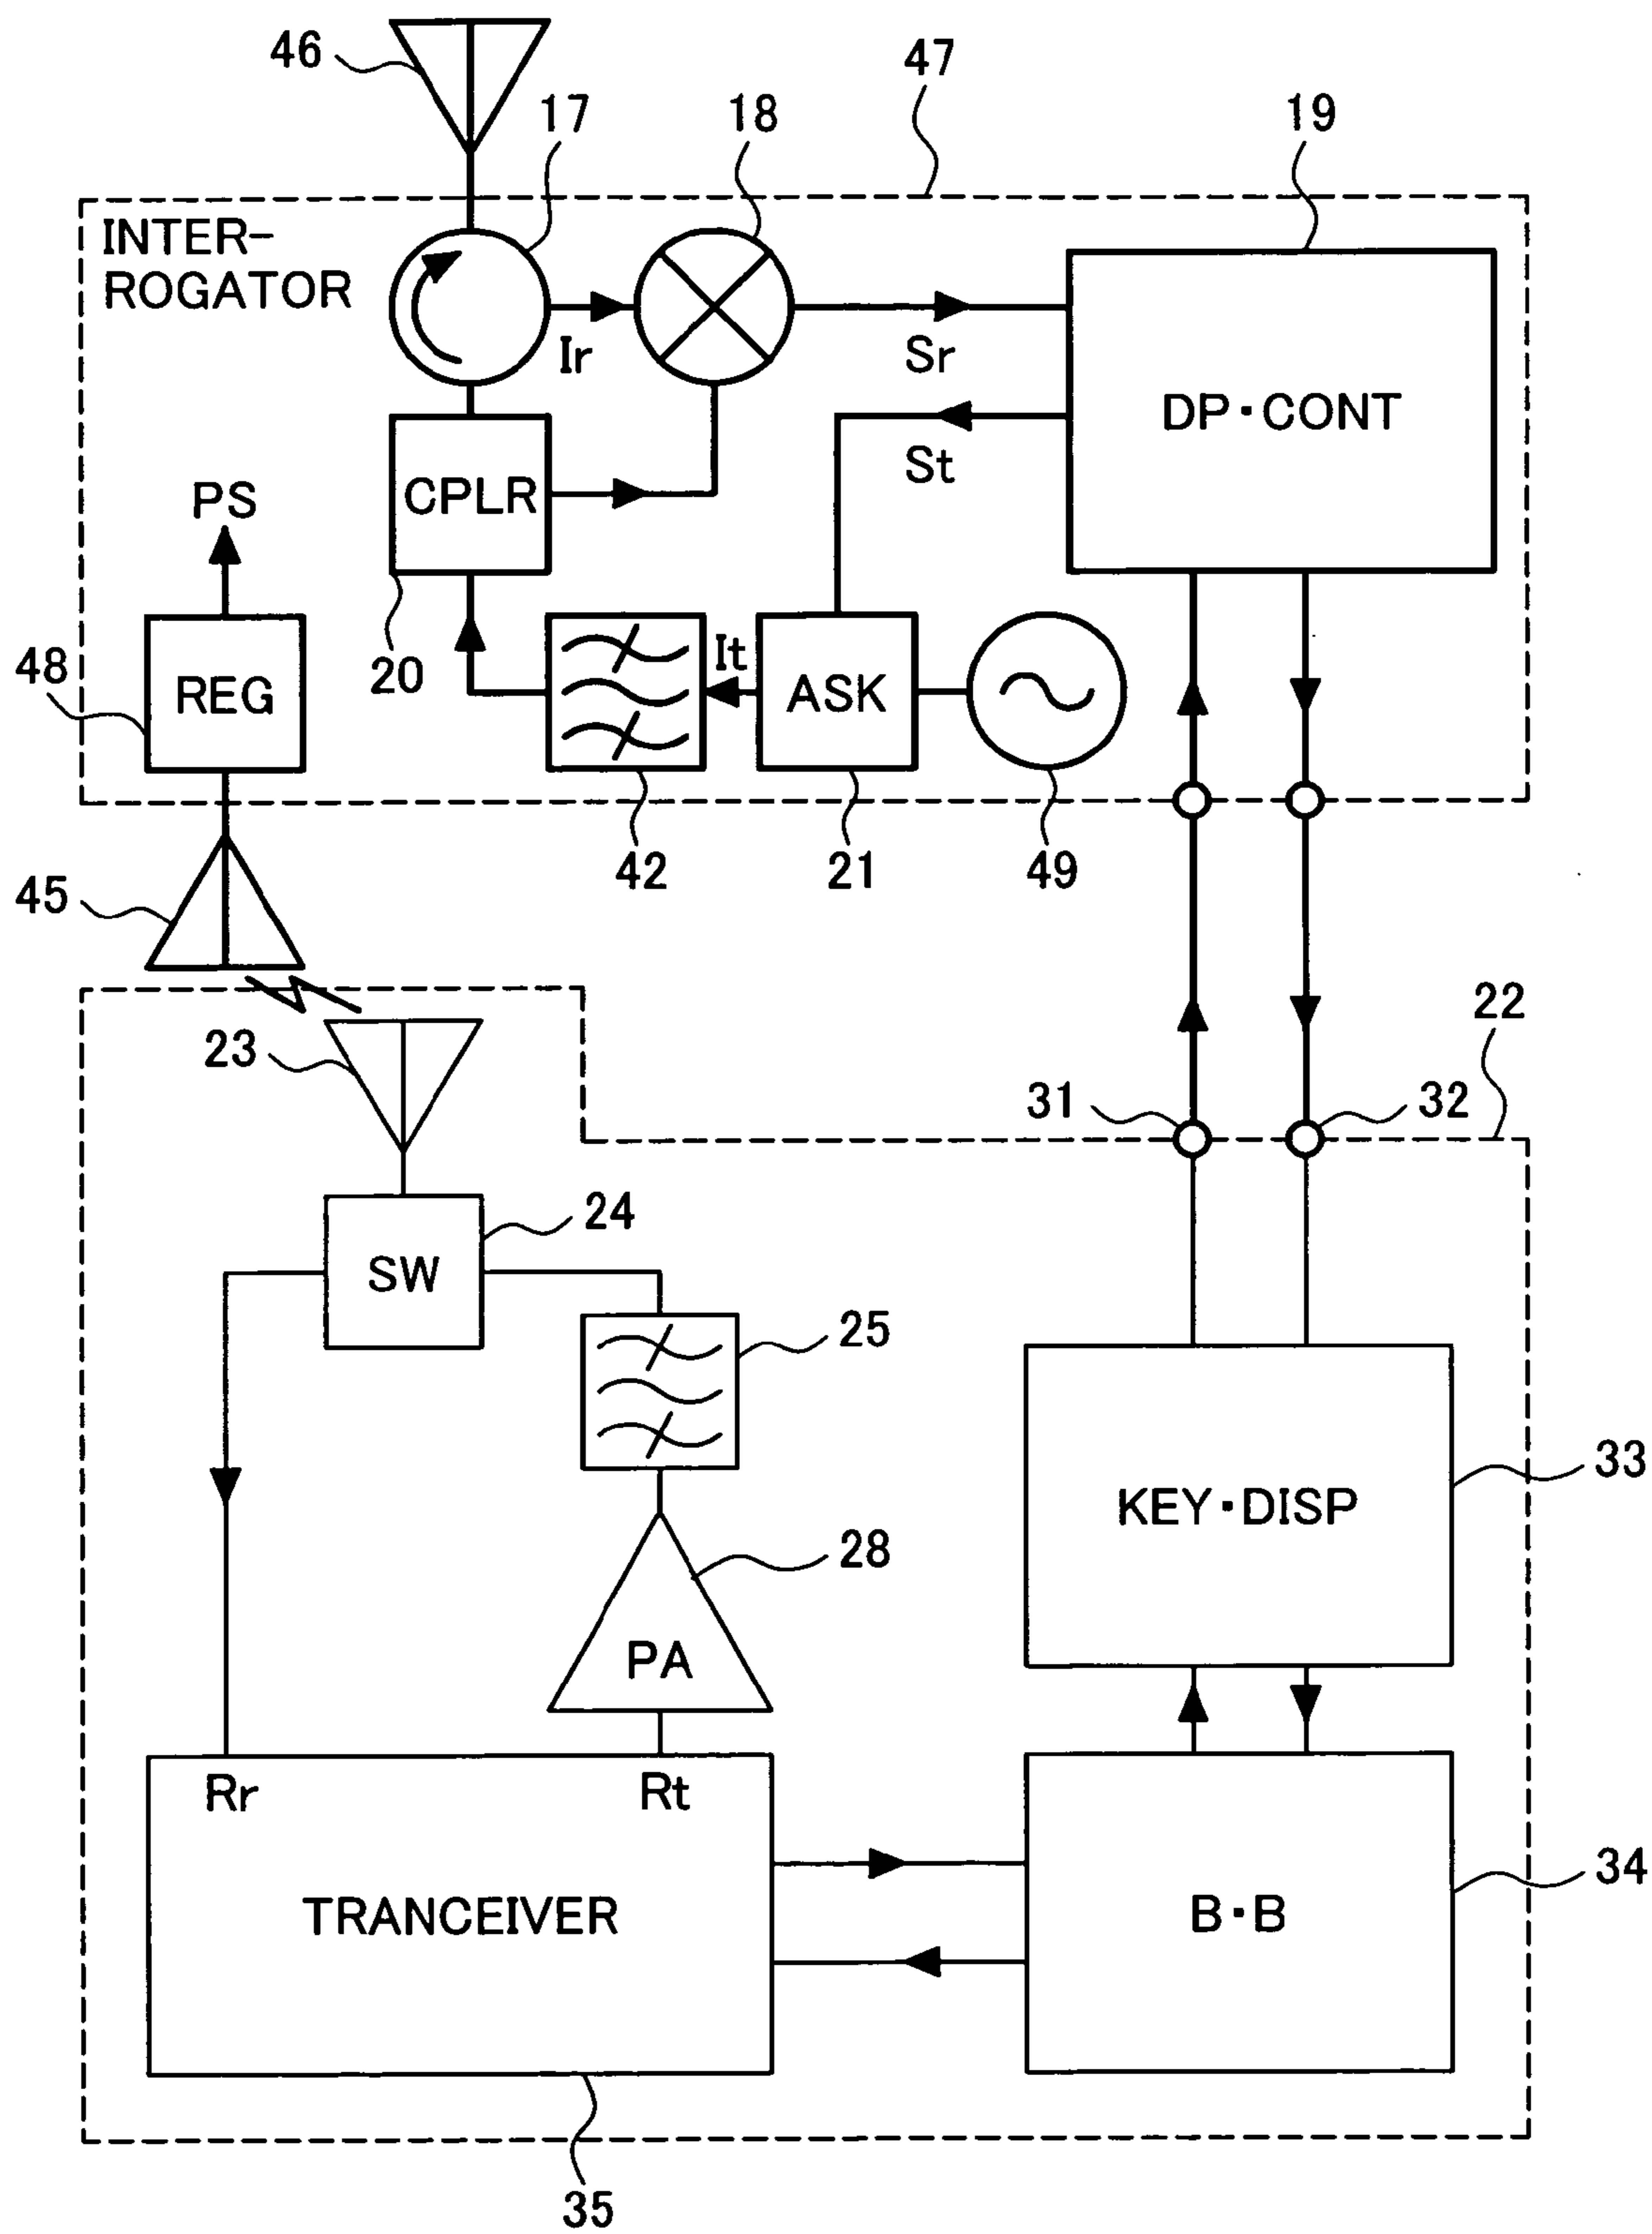 46
17
18
47
19
INTER-
ROGATOR
Ir
Sr
DP・CONT
St
CPLR
PS
20
It
48
REG
ASK
42
21
49
45
22
23
31
32
24
SW
25
33
KEY・DISP
28
PA
Rr
Rt
34
TRANCEIVER
B・B
35